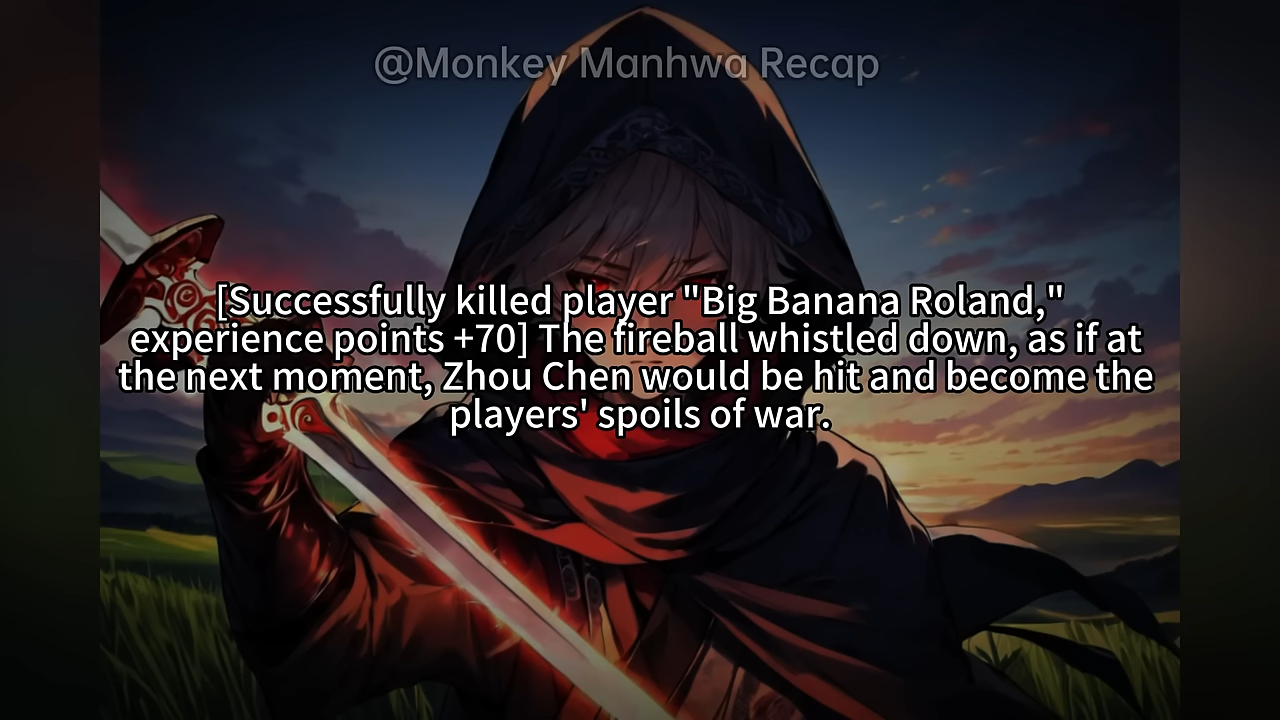 @Monkey Manhwa Recap
[Successfully killed player "Big Banana Roland,"
experience points +70] The fireball whistled down, as if at
the next moment, Zhou Chen would be hit and become the
players' spoils of war.